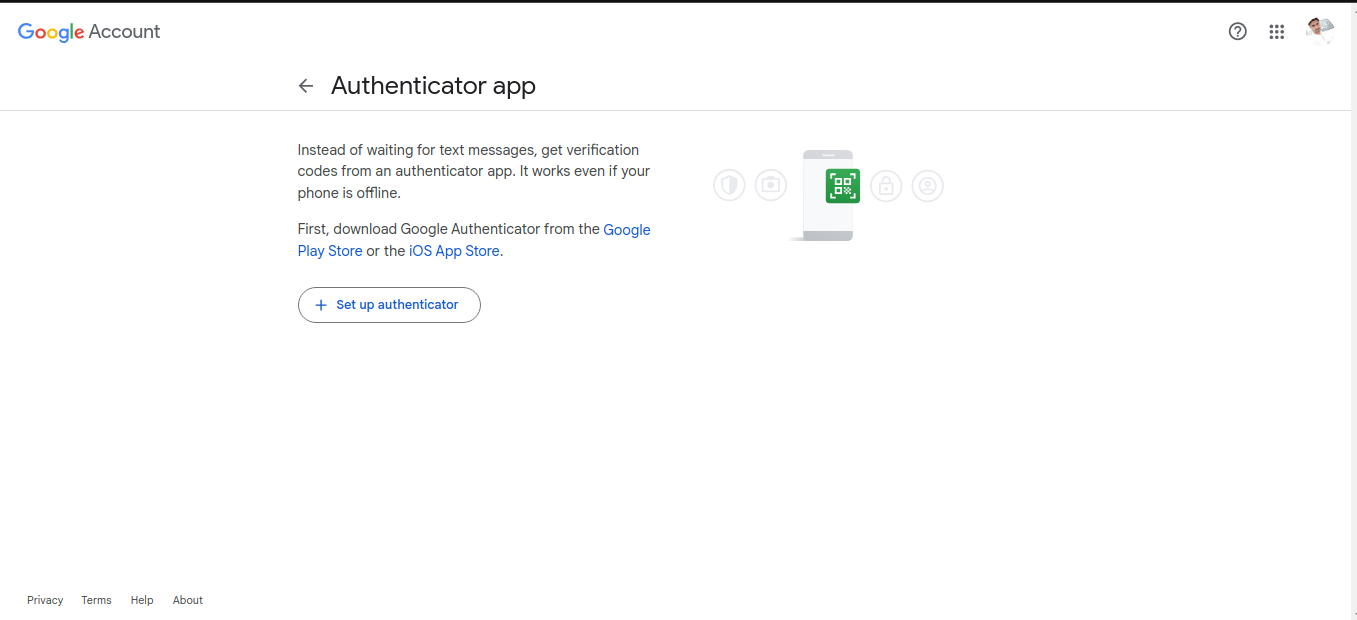 Google Account
Authenticator app
Instead of waiting for text messages, get verification
codes from an authenticator app. It works even if your
phone is offline.
First, download Google Authenticator from the Google
Play Store or the iOS App Store.
Set up authenticator
Privacy Terms Help About